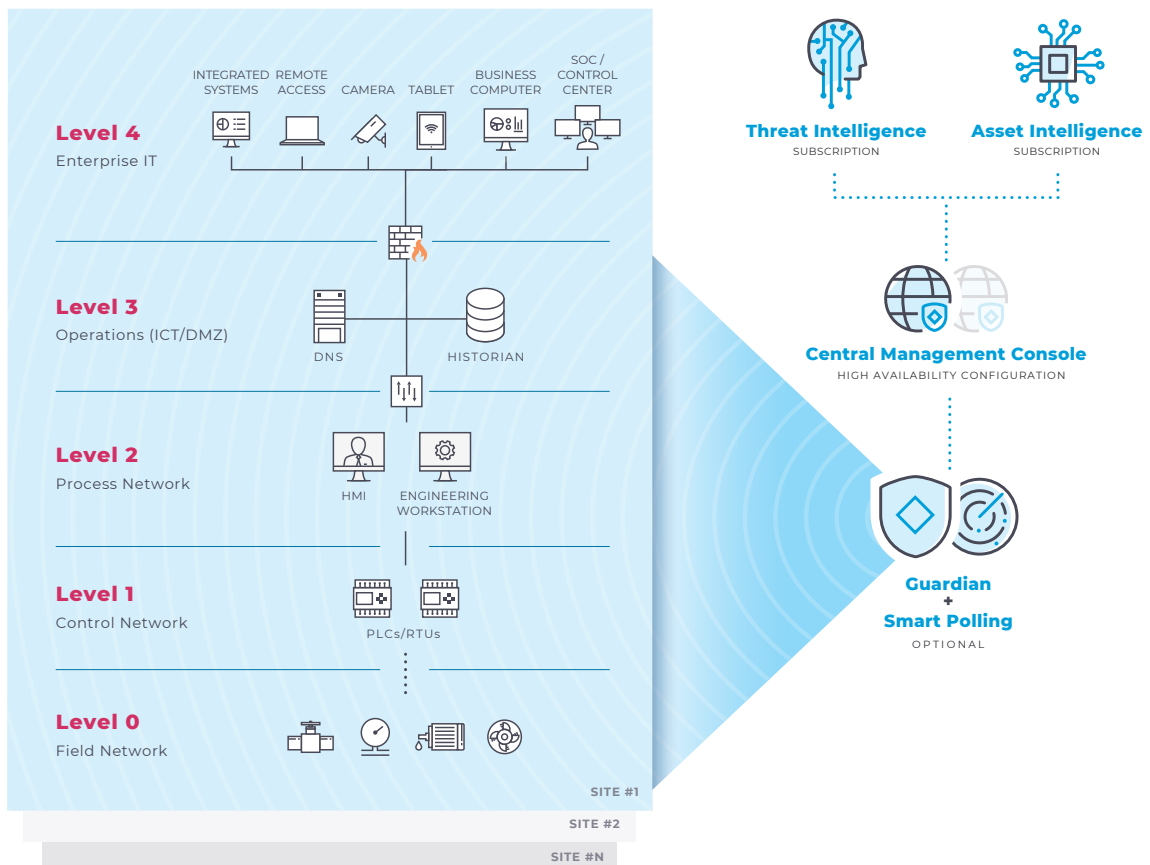 INTEGRATED
SYSTEMS
REMOTE
ACCESS
CAMERA
TABLET
BUSINESS
COMPUTER
SOC /
CONTROL
CENTER
Level 4
Enterprise IT
Level 3
Operations (ICT/DMZ)
DNS
HISTORIAN
Level 2
Process Network
HMI
ENGINEERING
WORKSTATION
Level 1
Control Network
PLCs/RTUs
Level 0
Field Network
SITE #1
SITE #2
SITE #N
Threat Intelligence
SUBSCRIPTION
Asset Intelligence
SUBSCRIPTION
Central Management Console
HIGH AVAILABILITY CONFIGURATION
Guardian
+
Smart Polling
OPTIONAL